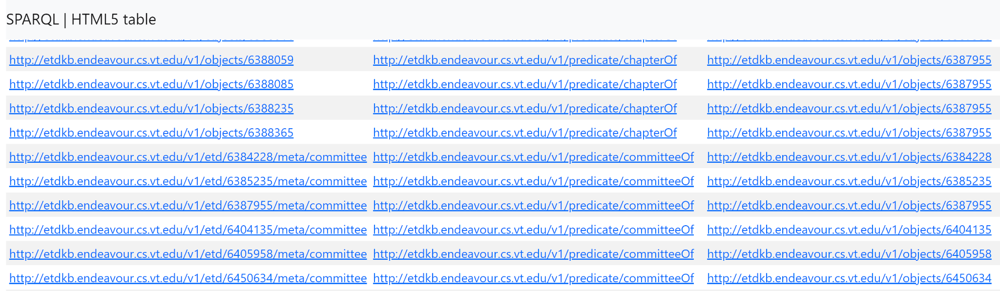 SPARQL | HTML5 table
http://etdkb.endeavour.cs.vt.edu/v1/objects/6388059 http://etdkb.endeavour.cs.vt.edu/v1/predicate/chapterOf http://etdkb.endeavour.cs.vt.edu/v1/objects/6387955
http://etdkb.endeavour.cs.vt.edu/v1/objects/6388085 http://etdkb.endeavour.cs.vt.edu/v1/predicate/chapterOf http://etdkb.endeavour.cs.vt.edu/v1/objects/6387955
http://etdkb.endeavour.cs.vt.edu/v1/objects/6388235 http://etdkb.endeavour.cs.vt.edu/v1/predicate/chapterOf http://etdkb.endeavour.cs.vt.edu/v1/objects/6387955
http://etdkb.endeavour.cs.vt.edu/v1/objects/6388365 http://etdkb.endeavour.cs.vt.edu/v1/predicate/chapterOf http://etdkb.endeavour.cs.vt.edu/v1/objects/6387955
http://etdkb.endeavour.cs.vt.edu/v1/etd/6384228/meta/committee http://etdkb.endeavour.cs.vt.edu/v1/predicate/committeeOf http://etdkb.endeavour.cs.vt.edu/v1/objects/6384228
http://etdkb.endeavour.cs.vt.edu/v1/etd/6385235/meta/committee http://etdkb.endeavour.cs.vt.edu/v1/predicate/committeeOf http://etdkb.endeavour.cs.vt.edu/v1/objects/6385235
http://etdkb.endeavour.cs.vt.edu/v1/etd/6387955/meta/committee http://etdkb.endeavour.cs.vt.edu/v1/predicate/committeeOf http://etdkb.endeavour.cs.vt.edu/v1/objects/6387955
http://etdkb.endeavour.cs.vt.edu/v1/etd/6404135/meta/committee http://etdkb.endeavour.cs.vt.edu/v1/predicate/committeeOf http://etdkb.endeavour.cs.vt.edu/v1/objects/6404135
http://etdkb.endeavour.cs.vt.edu/v1/etd/6405958/meta/committee http://etdkb.endeavour.cs.vt.edu/v1/predicate/committeeOf http://etdkb.endeavour.cs.vt.edu/v1/objects/6405958
http://etdkb.endeavour.cs.vt.edu/v1/etd/6450634/meta/committee http://etdkb.endeavour.cs.vt.edu/v1/predicate/committeeOf http://etdkb.endeavour.cs.vt.edu/v1/objects/6450634